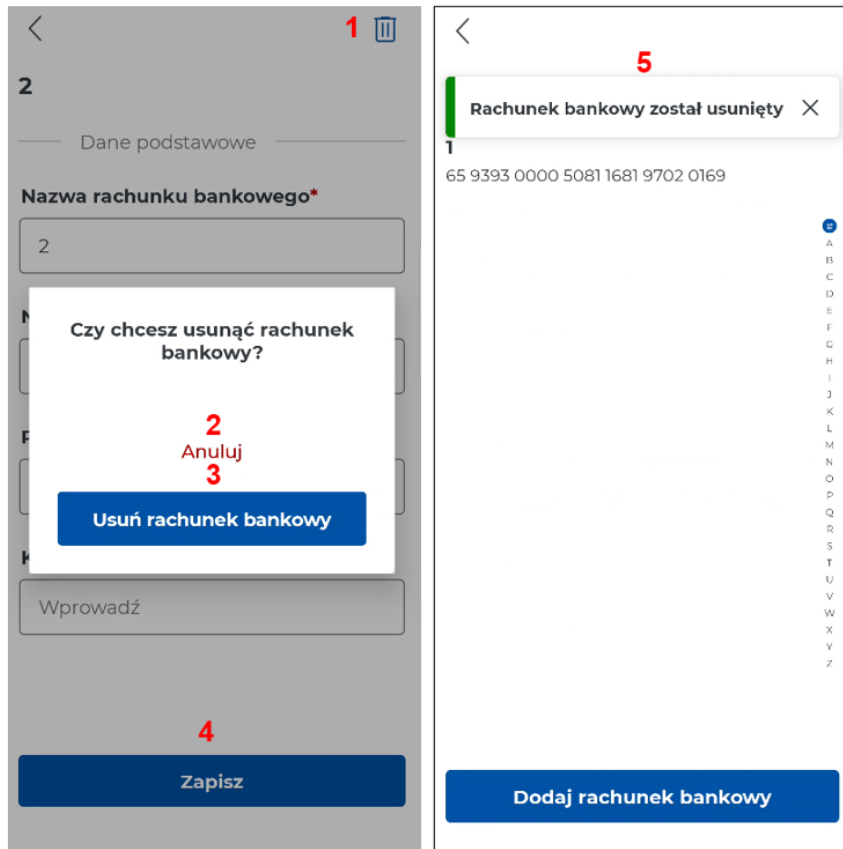 1
2
Dane podstawowe
Nazwa rachunku bankowego*
2
Czy chcesz usunąć rachunek
bankowy?
2
Anuluj
3
Usuń rachunek bankowy
Wprowadź
4
Zapisz
5
Rachunek bankowy został usunięty
1
65 9393 0000 5081 1681 9702 0169
#
A
B
C
D
E
F
G
H
I
J
K
L
M
N
O
P
Q
R
S
T
U
V
W
X
Y
Z
Dodaj rachunek bankowy